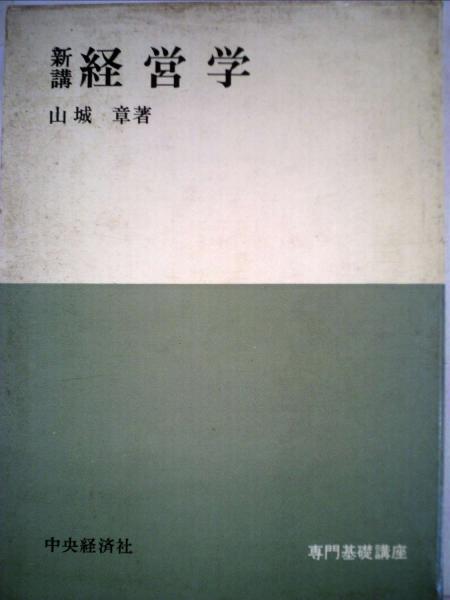 新講 経営学
山城 章著
中央経済社
専門基礎講座